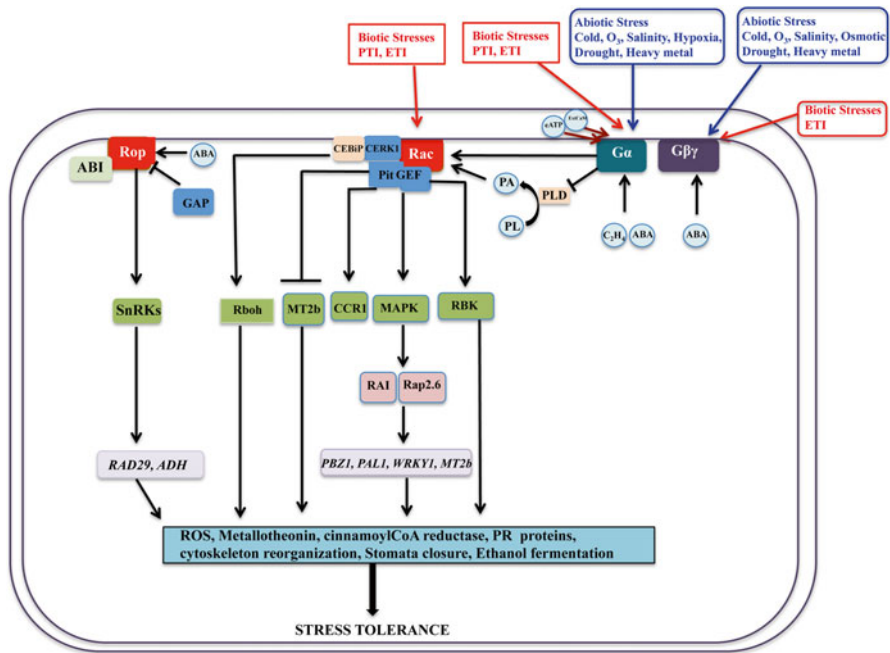 Biotic Stresses
PTI, ETI
Biotic Stresses
PTI, ETI
Abiotic Stress
Cold, O3, Salinity, Hypoxia,
Drought, Heavy metal
Abiotic Stress
Cold, O3, Salinity, Osmotic
Drought, Heavy metal
Biotic Stresses
ETI
eATP
Rop
ABI
ABA
GAP
CEBiP
CERK1
Rac
Pit GEF
PA
PL
PLD
Gα
Gβγ
C2H4
ABA
ABA
SnRKs
Rboh
MT2b
CCR1
MAPK
RBK
RAI
Rap2.6
RAD29, ADH
PBZ1, PAL1, WRKY1, MT2b
ROS, Metallotheonin, cinnamoylCoA reductase, PR proteins,
cytoskeleton reorganization, Stomata closure, Ethanol fermentation
STRESS TOLERANCE